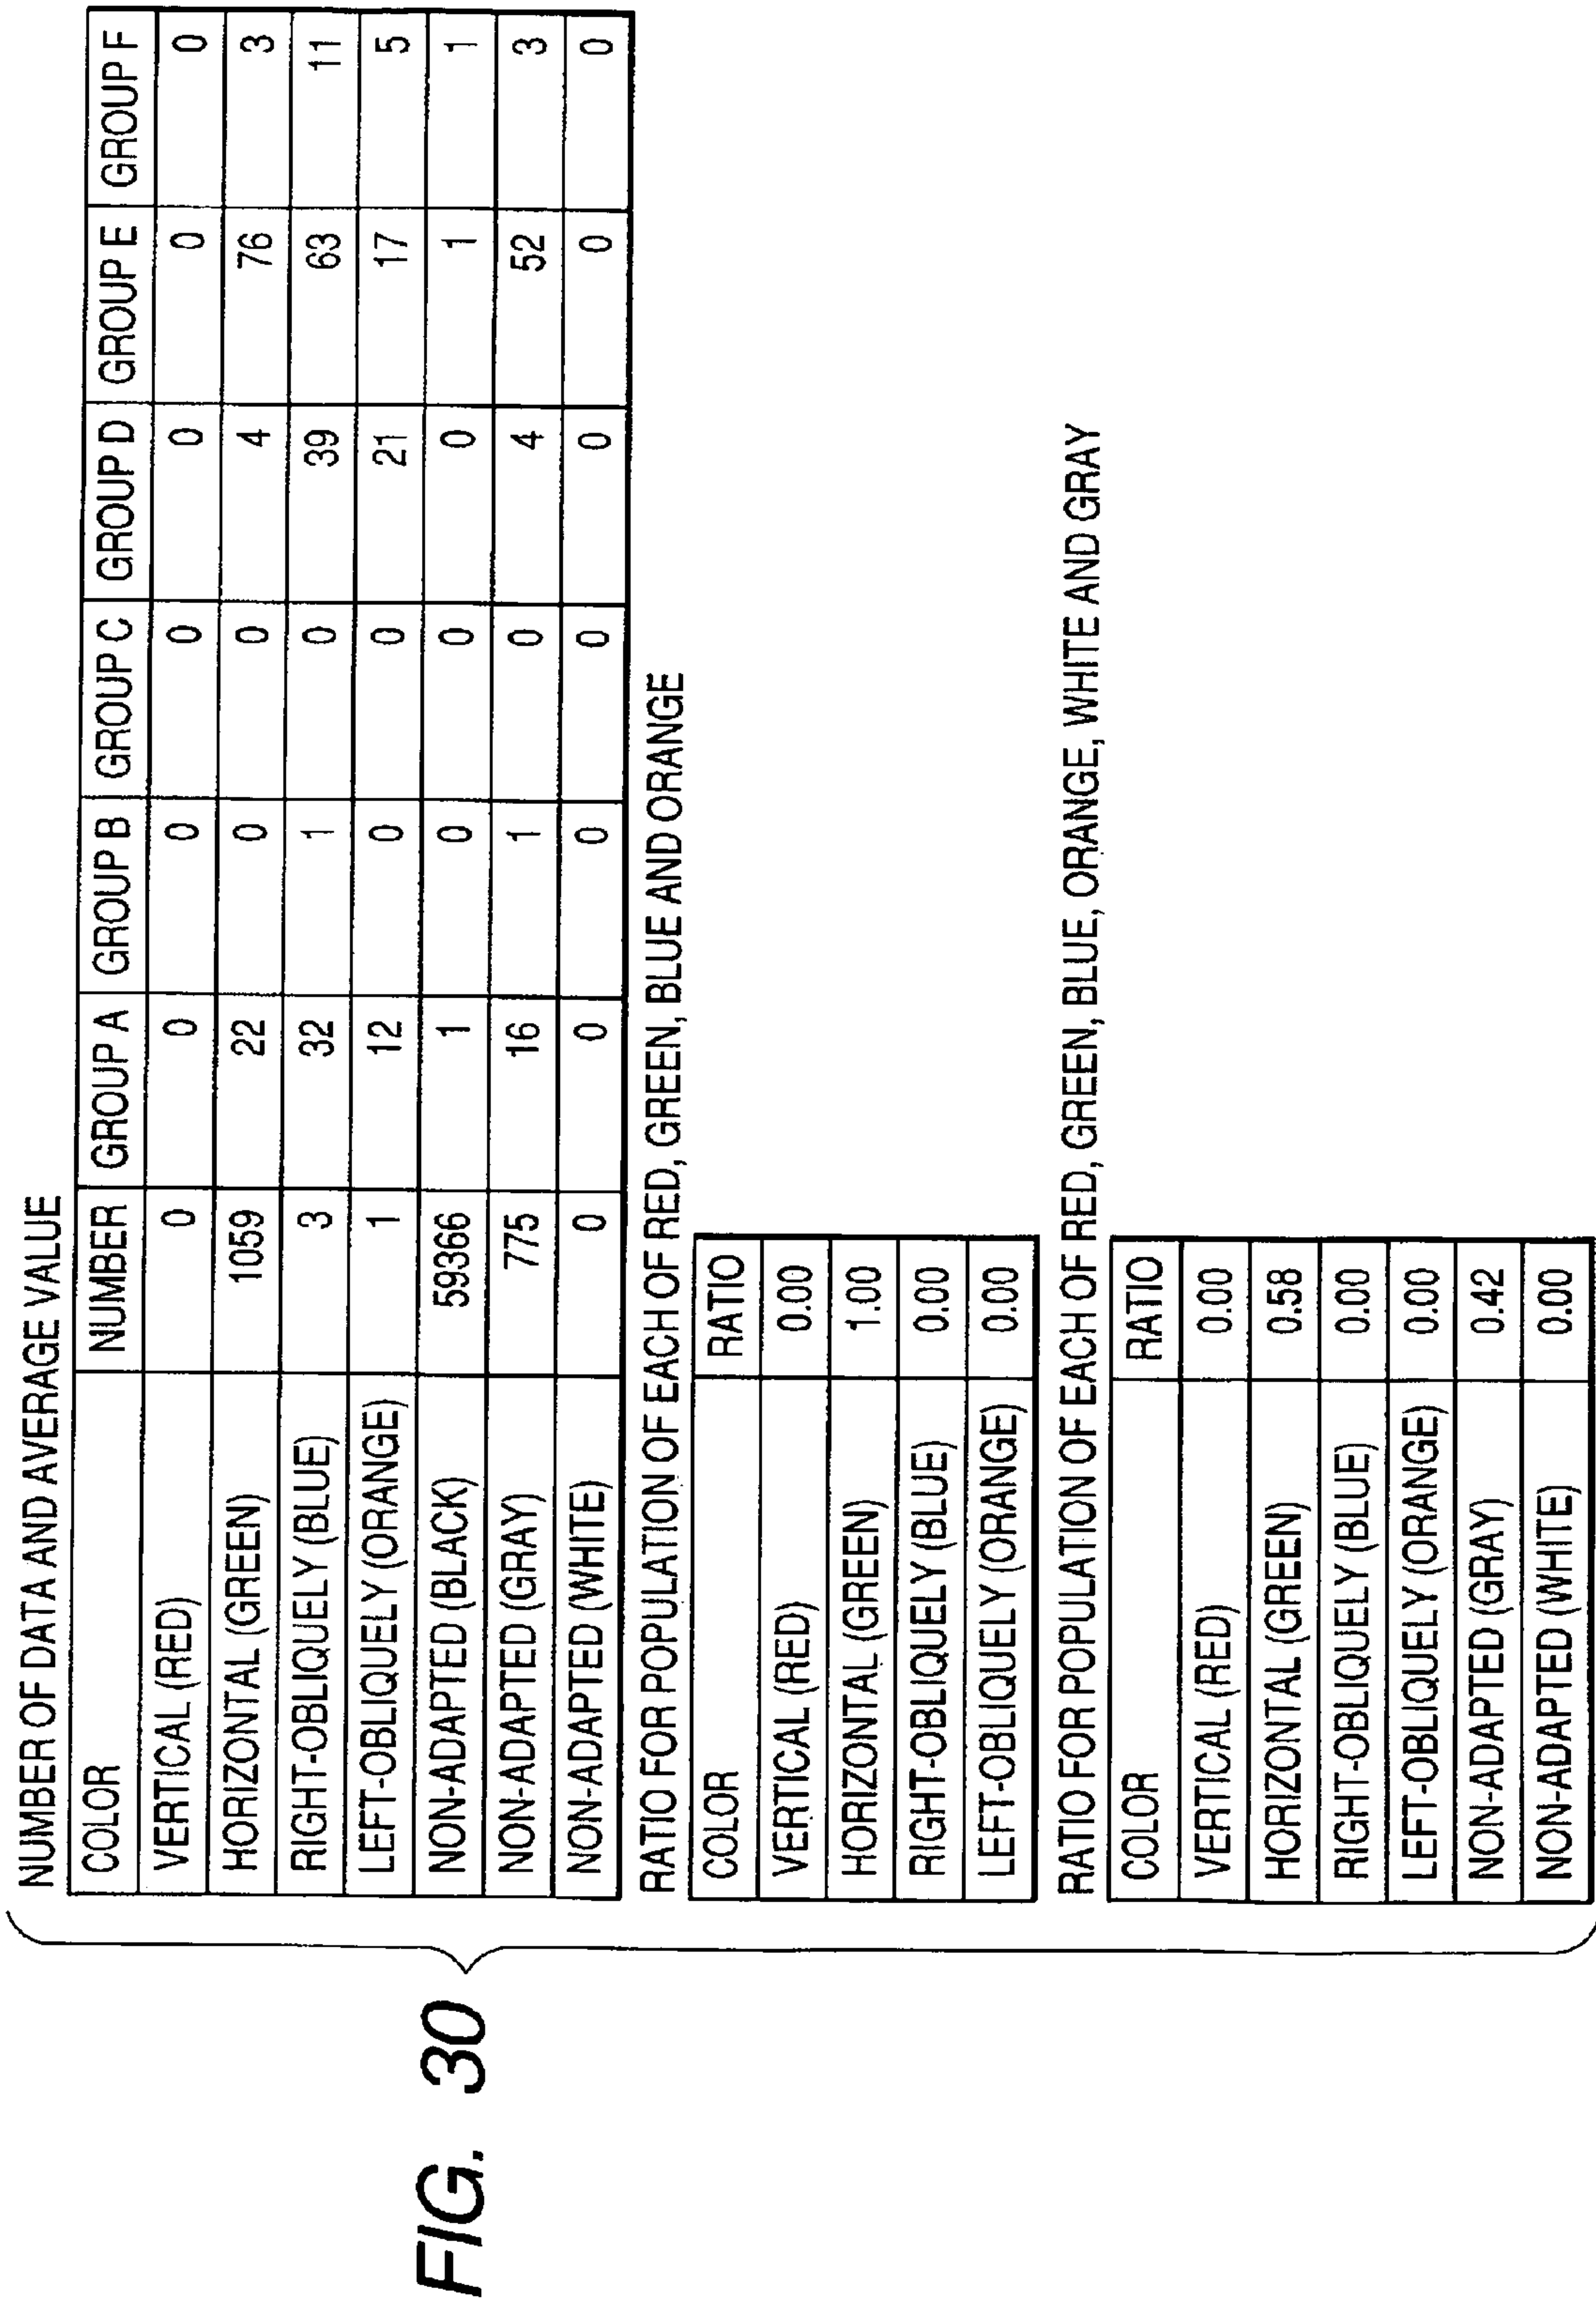 FIG. 30
NUMBER OF DATA AND AVERAGE VALUE
COLOR NUMBER GROUP A GROUP B GROUP C GROUP D GROUP E GROUP F
VERTICAL (RED) 0 0 0 0 0 0 0
HORIZONTAL (GREEN) 1059 22 0 0 4 76 3
RIGHT-OBLIQUELY (BLUE) 3 32 1 0 39 63 11
LEFT-OBLIQUELY (ORANGE) 1 12 0 0 21 17 5
NON-ADAPTED (BLACK) 59366 1 0 0 0 1 1
NON-ADAPTED (GRAY) 775 16 1 0 4 52 3
NON-ADAPTED (WHITE) 0 0 0 0 0 0 0
RATIO FOR POPULATION OF EACH OF RED, GREEN, BLUE AND ORANGE
COLOR RATIO
VERTICAL (RED) 0.00
HORIZONTAL (GREEN) 1.00
RIGHT-OBLIQUELY (BLUE) 0.00
LEFT-OBLIQUELY (ORANGE) 0.00
RATIO FOR POPULATION OF EACH OF RED, GREEN, BLUE, ORANGE, WHITE AND GRAY
COLOR RATIO
VERTICAL (RED) 0.00
HORIZONTAL (GREEN) 0.58
RIGHT-OBLIQUELY (BLUE) 0.00
LEFT-OBLIQUELY (ORANGE) 0.00
NON-ADAPTED (GRAY) 0.42
NON-ADAPTED (WHITE) 0.00